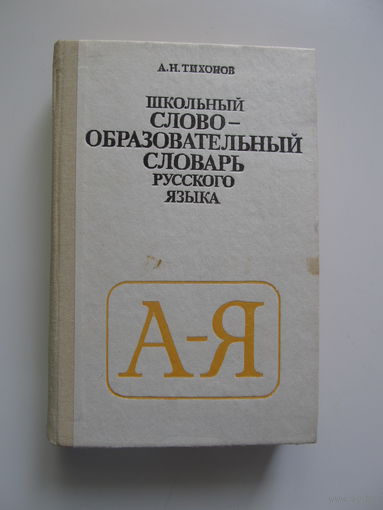 А.Н.ТИХОНОВ
ШКОЛЬНЫЙ
СЛОВО-
ОБРАЗОВАТЕЛЬНЫЙ
СЛОВАРЬ
РУССКОГО
ЯЗЫКА
А-Я